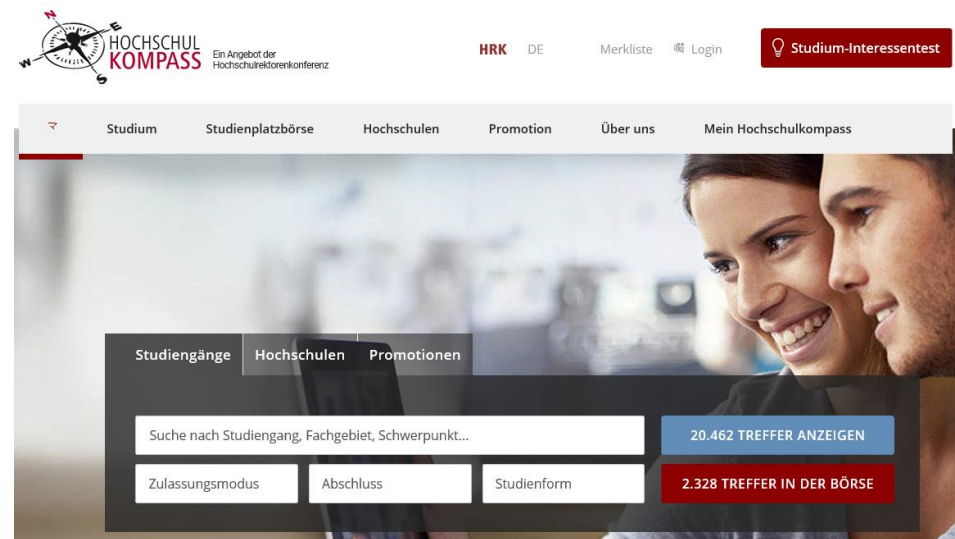 N
E
W
S
HOCHSCHUL
KOMPASS
Ein Angebot der
Hochschulrektorenkonferenz
HRK DE Merkliste Login Studium-Interessentest
Studium Studienplatzbörse Hochschulen Promotion Über uns Mein Hochschulkompass
Studiengänge Hochschulen Promotionen
Suche nach Studiengang, Fachgebiet, Schwerpunkt... 20.462 TREFFER ANZEIGEN
Zulassungsmodus Abschluss Studienform 2.328 TREFFER IN DER BÖRSE